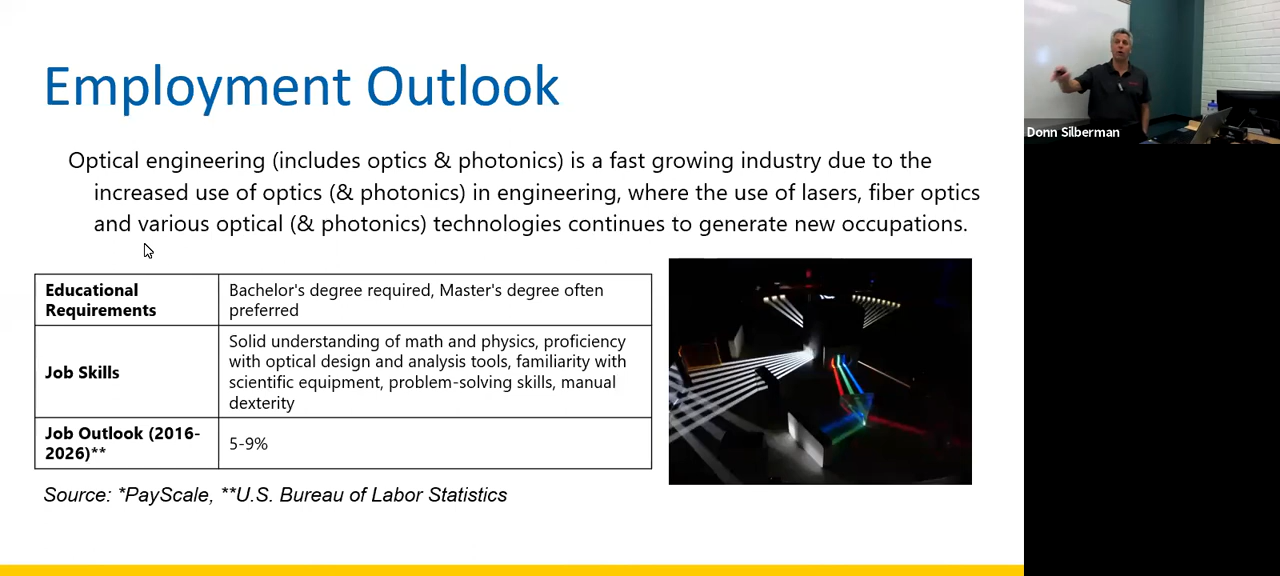 Employment Outlook
Donn Silberman
Optical engineering (includes optics & photonics) is a fast growing industry due to the
increased use of optics (& photonics) in engineering, where the use of lasers, fiber optics
and various optical (& photonics) technologies continues to generate new occupations.
Educational
Requirements
Bachelor's degree required, Master's degree often
preferred
Job Skills
Solid understanding of math and physics, proficiency
with optical design and analysis tools, familiarity with
scientific equipment, problem-solving skills, manual
dexterity
Job Outlook (2016-
2026)**
5-9%
Source: *PayScale, **U.S. Bureau of Labor Statistics